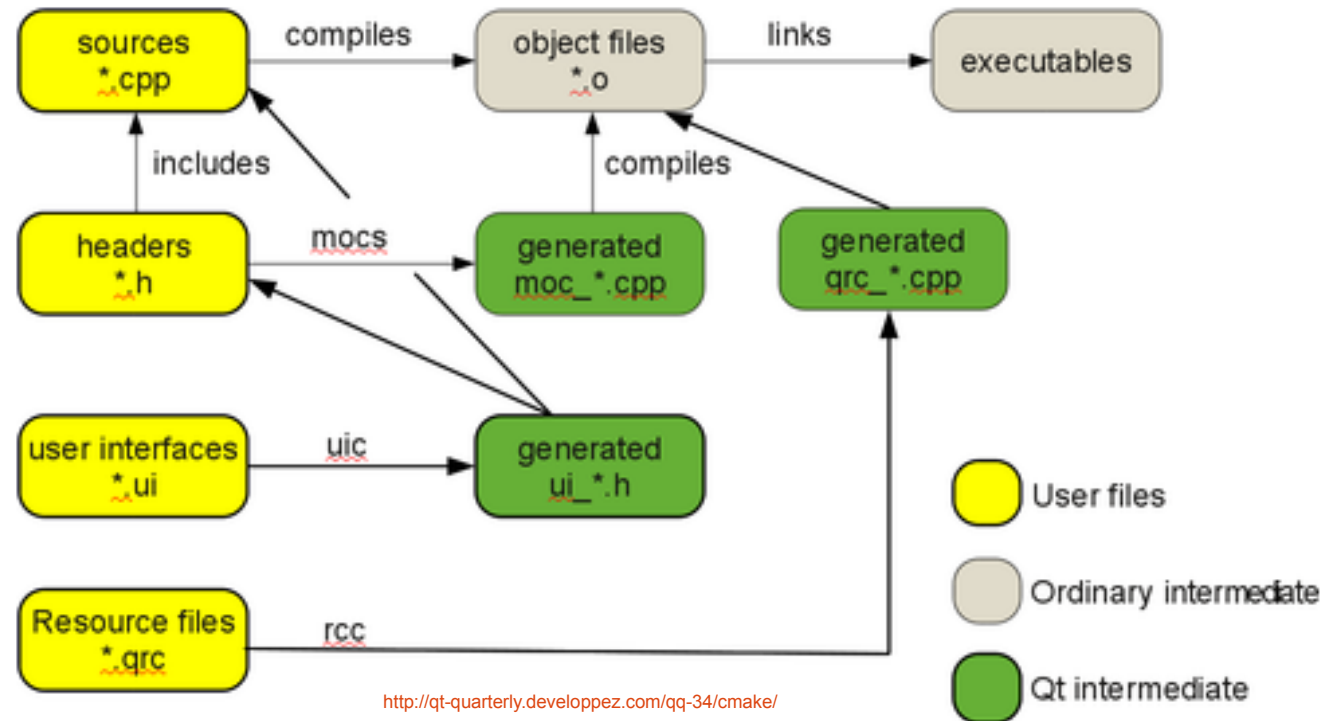 sources
*.cpp
compiles
object files
*.o
links
executables
includes
compiles
headers
*.h
mocs
generated
moc_*.cpp
generated
qrc_*.cpp
user interfaces
*.ui
uic
generated
ui_*.h
User files
Ordinary intermediate
Resource files
*.qrc
rcc
Qt intermediate
http://qt-quarterly.developpez.com/qq-34/cmake/